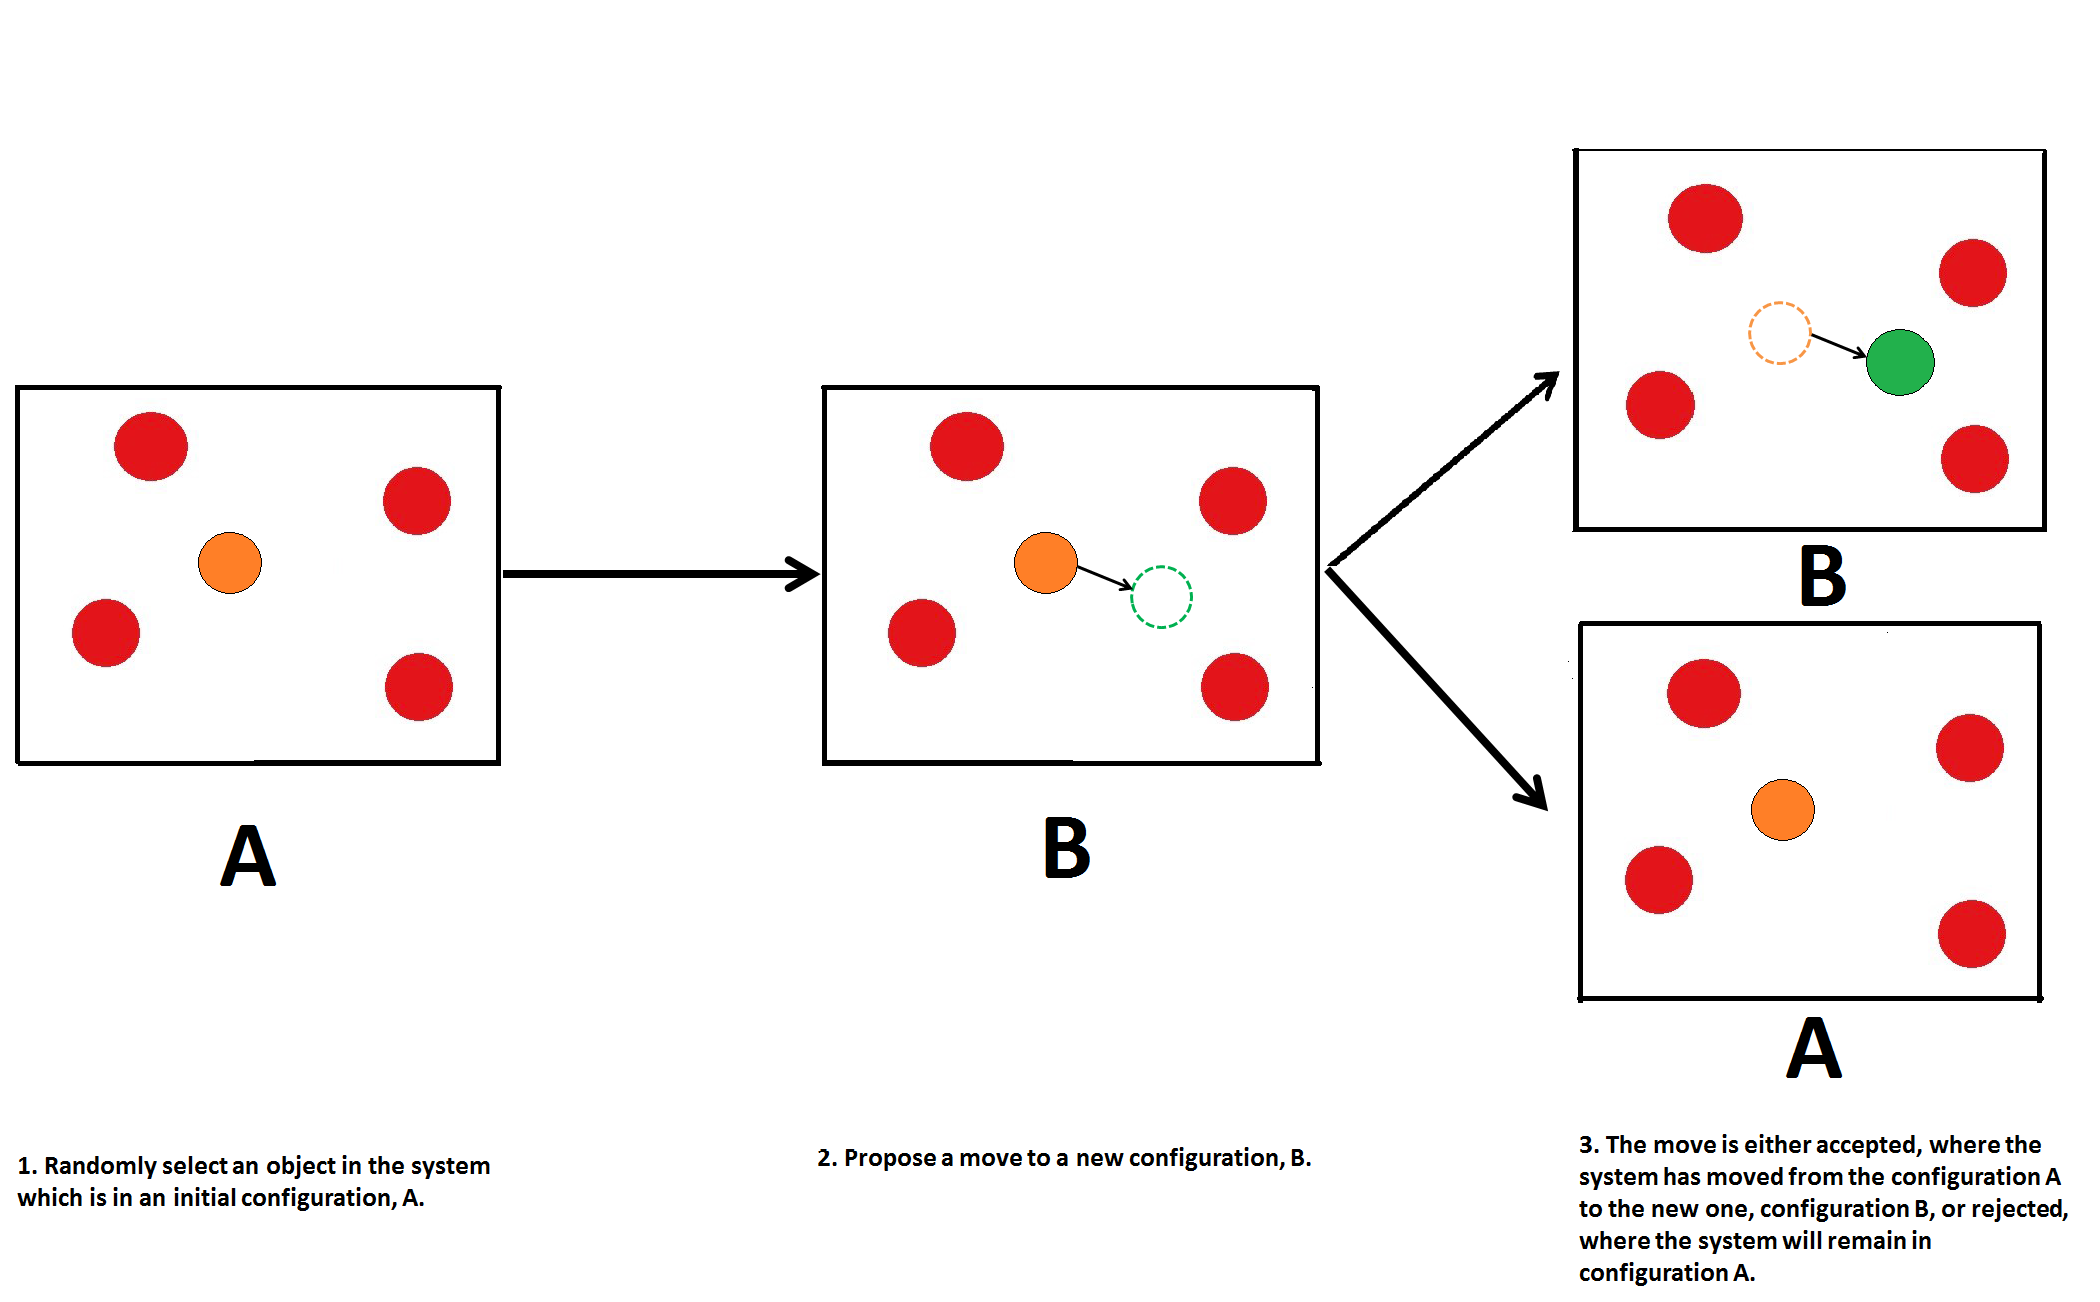 B
A
B
A
1. Randomly select an object in the system
which is in an initial configuration, A.
2. Propose a move to a new configuration, B.
3. The move is either accepted, where the
system has moved from the configuration A
to the new one, configuration B, or rejected,
where the system will remain in
configuration A.